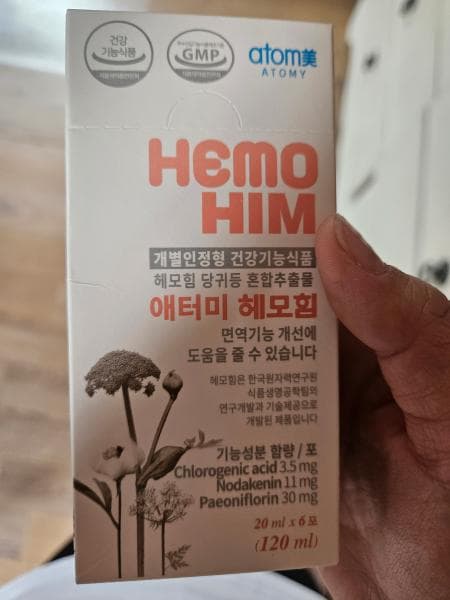 건강
기능식품
GMP
atom美
ATOMY
HEMO
HIM
개별인정형 건강기능식품
헤모힘 당귀등 혼합추출물
애터미 헤모힘
면역기능 개선에
도움을 줄 수 있습니다
헤모힘은 한국원자력연구원
식품생명공학팀의
연구개발과 기술제공으로
개발된 제품입니다
기능성분 함량 / 포
Chlorogenic acid 3.5 mg
Nodakenin 11 mg
Paeoniflorin 30 mg
20 ml x 6 포
(120 ml)